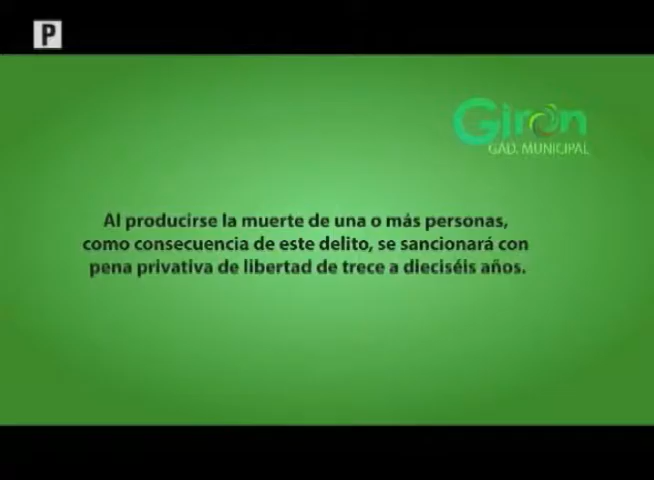 P
Girón
GAD. MUNICIPAL
Al producirse la muerte de una o más personas,
como consecuencia de este delito, se sancionará con
pena privativa de libertad de trece a dieciséis años.